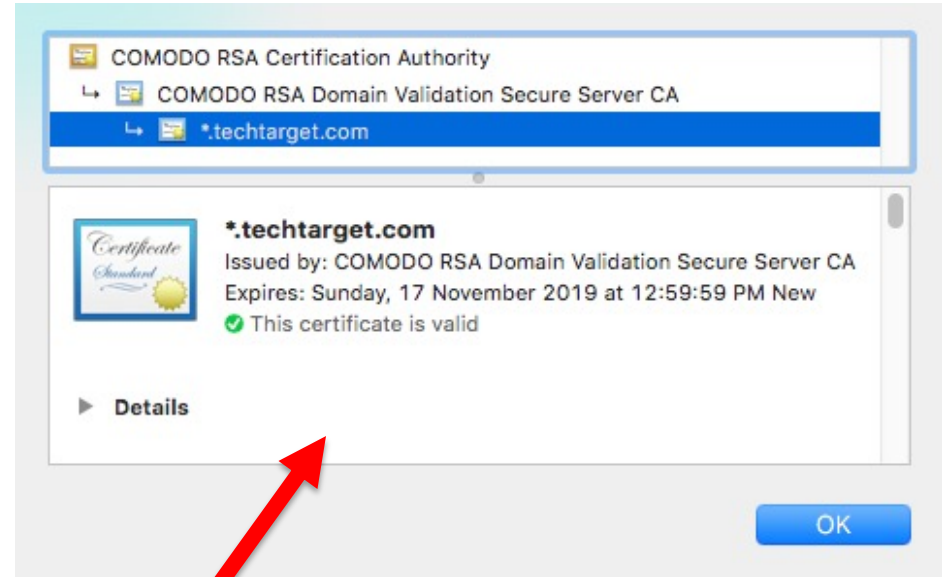 COMODO RSA Certification Authority
↳ COMODO RSA Domain Validation Secure Server CA
↳ *.techtarget.com
Certificate
Standard
*.techtarget.com
Issued by: COMODO RSA Domain Validation Secure Server CA
Expires: Sunday, 17 November 2019 at 12:59:59 PM New
This certificate is valid
Details
OK